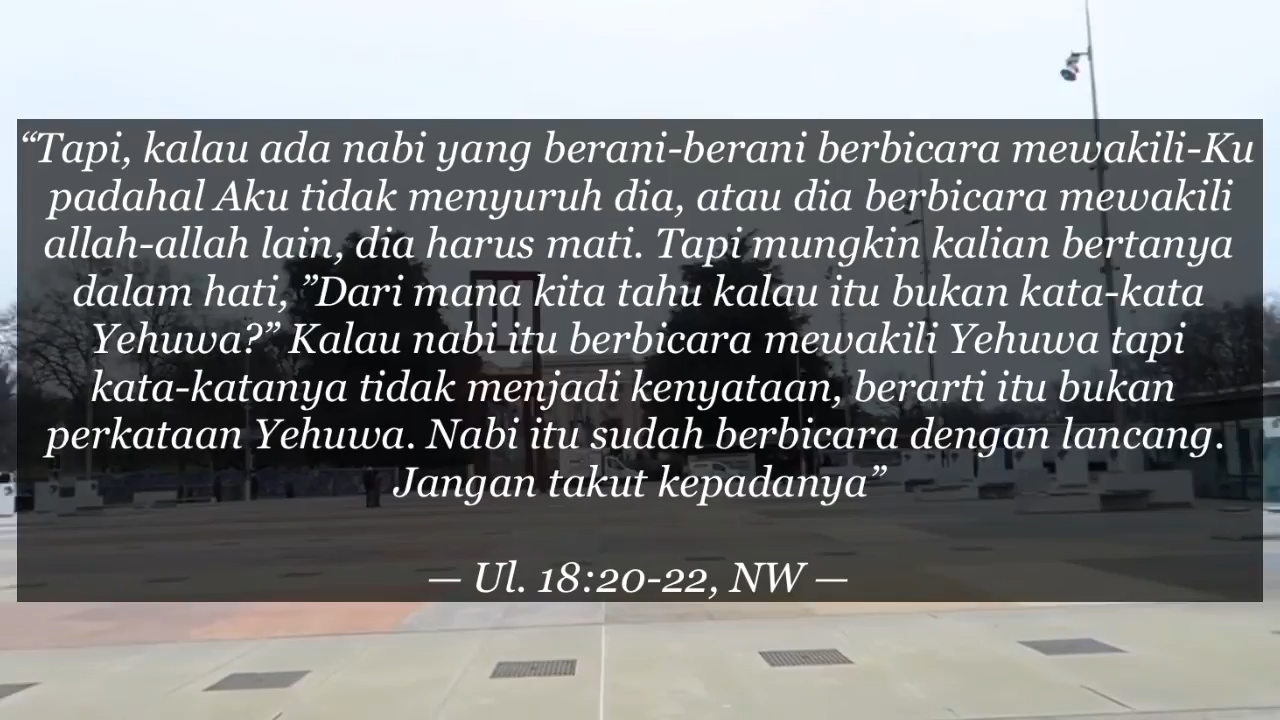 “Tapi, kalau ada nabi yang berani-berani berbicara mewakili-Ku
padahal Aku tidak menyuruh dia, atau dia berbicara mewakili
allah-allah lain, dia harus mati. Tapi mungkin kalian bertanya
dalam hati, ”Dari mana kita tahu kalau itu bukan kata-kata
Yehuwa?” Kalau nabi itu berbicara mewakili Yehuwa tapi
kata-katanya tidak menjadi kenyataan, berarti itu bukan
perkataan Yehuwa. Nabi itu sudah berbicara dengan lancang.
Jangan takut kepadanya”
— Ul. 18:20-22, NW —